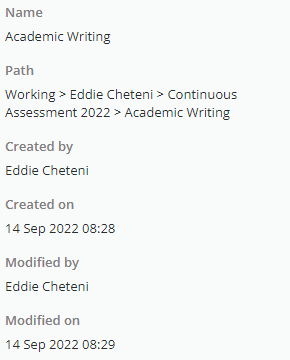 Name
Academic Writing
Path
Working > Eddie Cheteni > Continuous
Assessment 2022 > Academic Writing
Created by
Eddie Cheteni
Created on
14 Sep 2022 08:28
Modified by
Eddie Cheteni
Modified on
14 Sep 2022 08:29